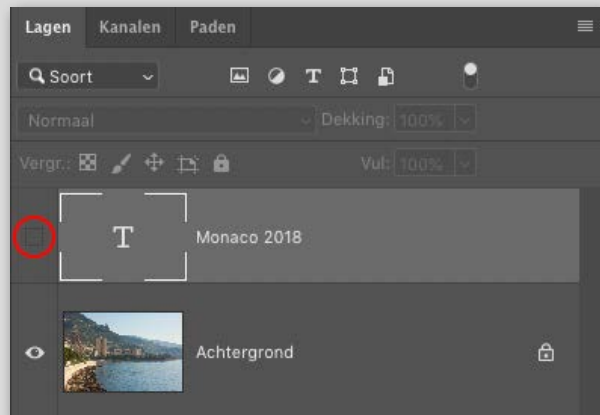 Lagen Kanalen Paden
Soort T
Normaal Dekking: 100%
Vergr.: Vul: 100%
T Monaco 2018
Achtergrond